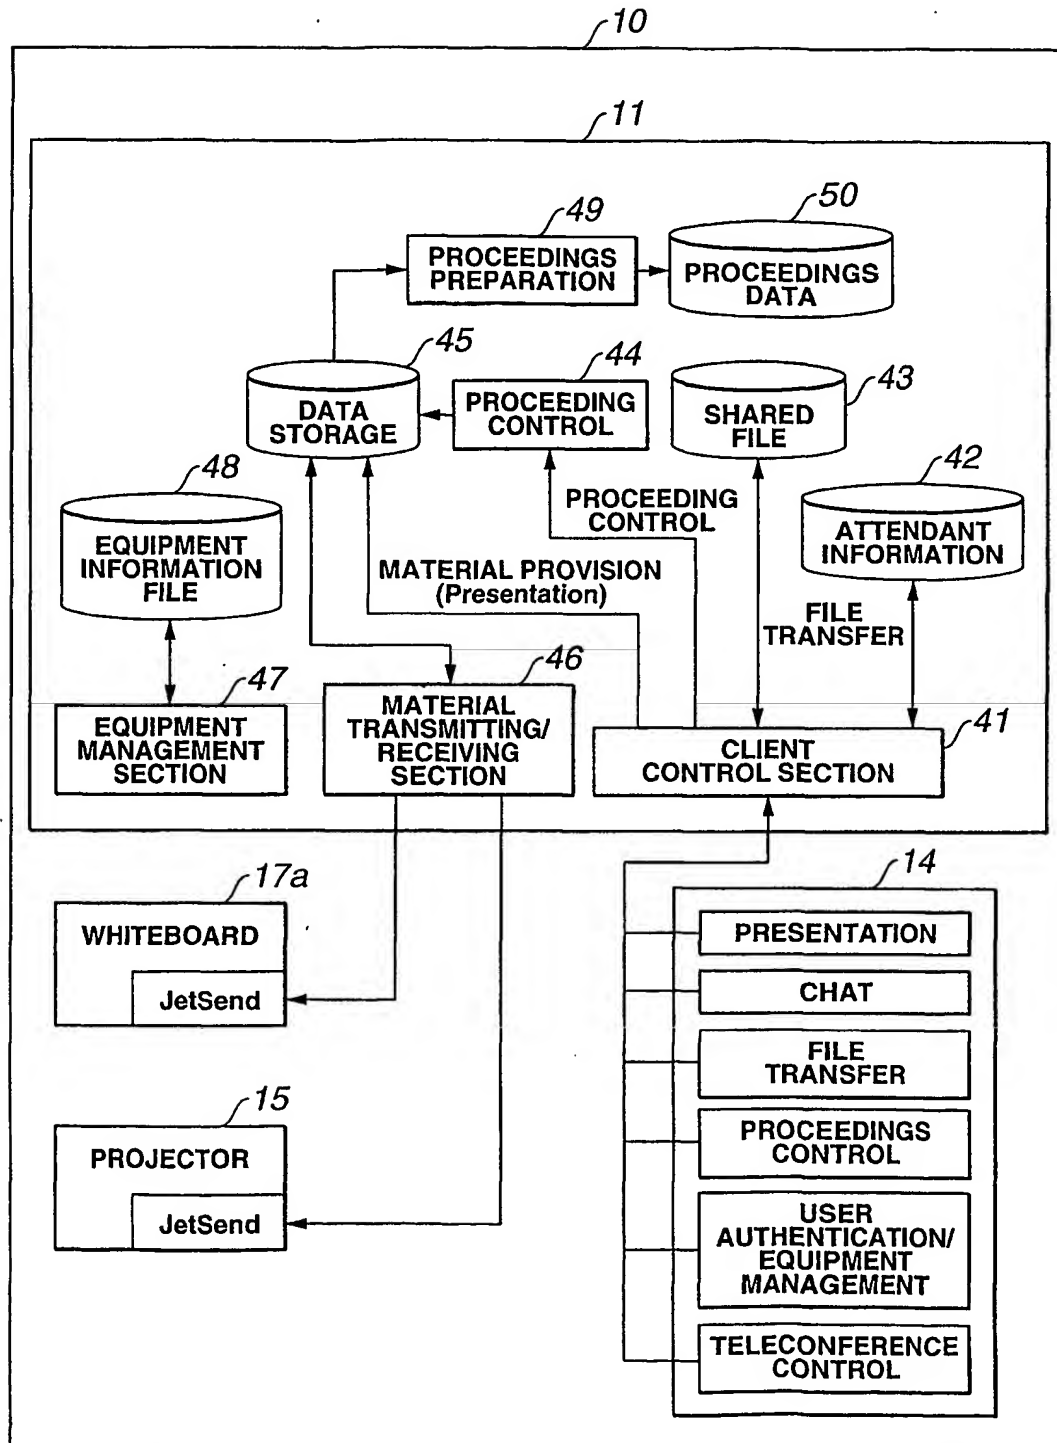 10
11
49
50
PROCEEDINGS
PREPARATION
PROCEEDINGS
DATA
45
44
43
DATA
STORAGE
PROCEEDING
CONTROL
SHARED
FILE
48
42
EQUIPMENT
INFORMATION
FILE
PROCEEDING
CONTROL
ATTENDANT
INFORMATION
MATERIAL PROVISION
(Presentation)
FILE
TRANSFER
47
46
41
EQUIPMENT
MANAGEMENT
SECTION
MATERIAL
TRANSMITTING/
RECEIVING
SECTION
CLIENT
CONTROL SECTION
17a
WHITEBOARD
JetSend
15
PROJECTOR
JetSend
14
PRESENTATION
CHAT
FILE
TRANSFER
PROCEEDINGS
CONTROL
USER
AUTHENTICATION/
EQUIPMENT
MANAGEMENT
TELECONFERENCE
CONTROL